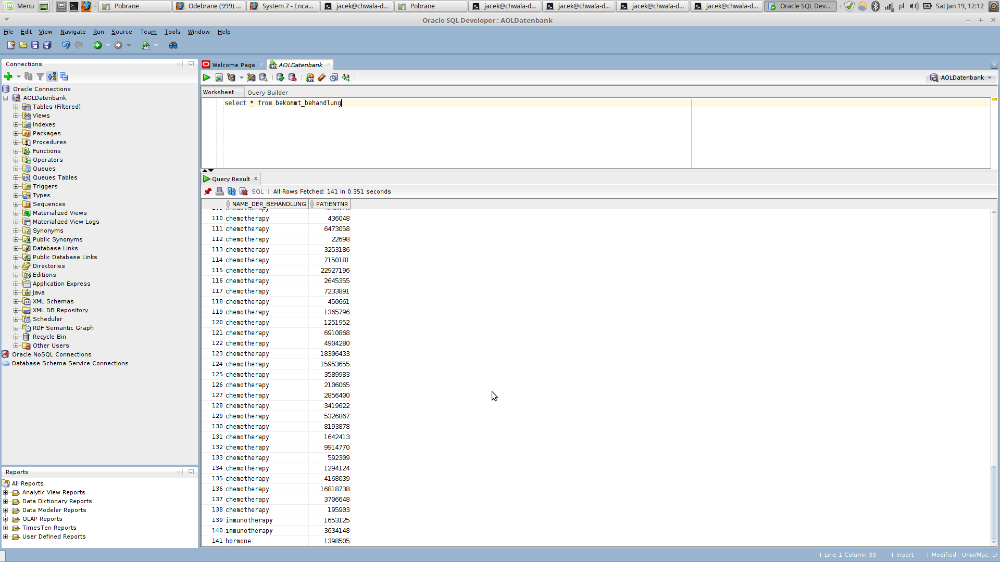 Menu Pobrane Odebrane (999) ... System 7 - Enca... jacek@chwala-d... Pobrane jacek@chwala-d... jacek@chwala-d... jacek@chwala-d... jacek@chwala-d... Oracle SQL Dev... pl Sat Jan 19, 12:12
Oracle SQL Developer : AOLDatenbank
File Edit View Navigate Run Source Team Tools Window Help
Connections
Oracle Connections
AOLDatenbank
Tables (Filtered)
Views
Indexes
Packages
Procedures
Functions
Operators
Queues
Queues Tables
Triggers
Types
Sequences
Materialized Views
Materialized View Logs
Synonyms
Public Synonyms
Database Links
Public Database Links
Directories
Editions
Application Express
Java
XML Schemas
XML DB Repository
Scheduler
RDF Semantic Graph
Recycle Bin
Other Users
Oracle NoSQL Connections
Database Schema Service Connections
Reports
All Reports
Analytic View Reports
Data Dictionary Reports
Data Modeler Reports
OLAP Reports
TimesTen Reports
User Defined Reports
Welcome Page AOLDatenbank
AOLDatenbank
Worksheet Query Builder
select * from bekommt_behandlung
Query Result
SQL All Rows Fetched: 141 in 0.351 seconds
NAME_DER_BEHANDLUNG PATIENTNR
110 chemotherapy 436048
111 chemotherapy 6473058
112 chemotherapy 22698
113 chemotherapy 3253186
114 chemotherapy 7150181
115 chemotherapy 22927196
116 chemotherapy 2645355
117 chemotherapy 7233891
118 chemotherapy 450661
119 chemotherapy 1365796
120 chemotherapy 1251952
121 chemotherapy 6910868
122 chemotherapy 4904280
123 chemotherapy 18306433
124 chemotherapy 15953655
125 chemotherapy 3589983
126 chemotherapy 2106065
127 chemotherapy 2856400
128 chemotherapy 3419622
129 chemotherapy 5326867
130 chemotherapy 8193878
131 chemotherapy 1642413
132 chemotherapy 9914770
133 chemotherapy 592309
134 chemotherapy 1294124
135 chemotherapy 4168039
136 chemotherapy 16818738
137 chemotherapy 3706648
138 chemotherapy 195903
139 immunotherapy 1653125
140 immunotherapy 3634148
141 hormone 1398505
Line 1 Column 33 Insert Modified Unix/Mac: LF